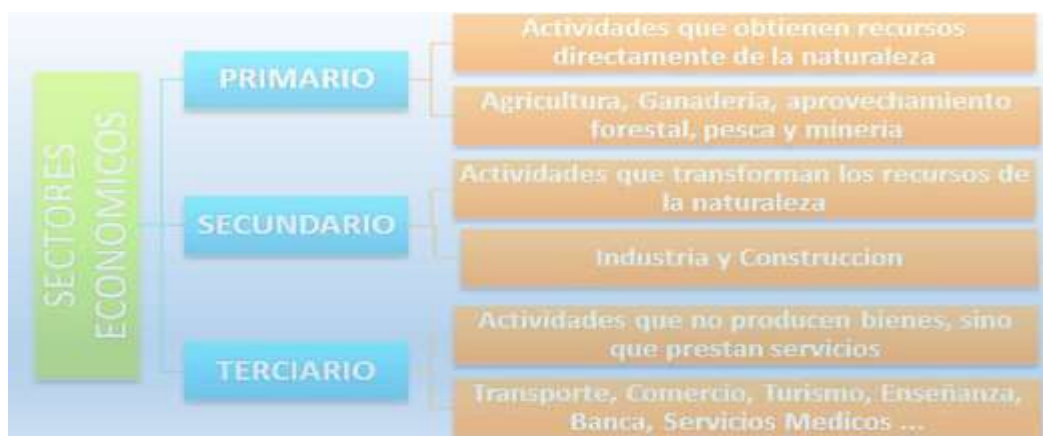 SECTORES
ECONOMICOS
PRIMARIO
Actividades que obtienen recursos
directamente de la naturaleza
Agricultura, Ganaderia, aprovechamiento
forestal, pesca y mineria
SECUNDARIO
Actividades que transforman los recursos de
la naturaleza
Industria y Construccion
TERCIARIO
Actividades que no producen bienes, sino
que prestan servicios
Transporte, Comercio, Turismo, Enseñanza,
Banca, Servicios Medicos ...